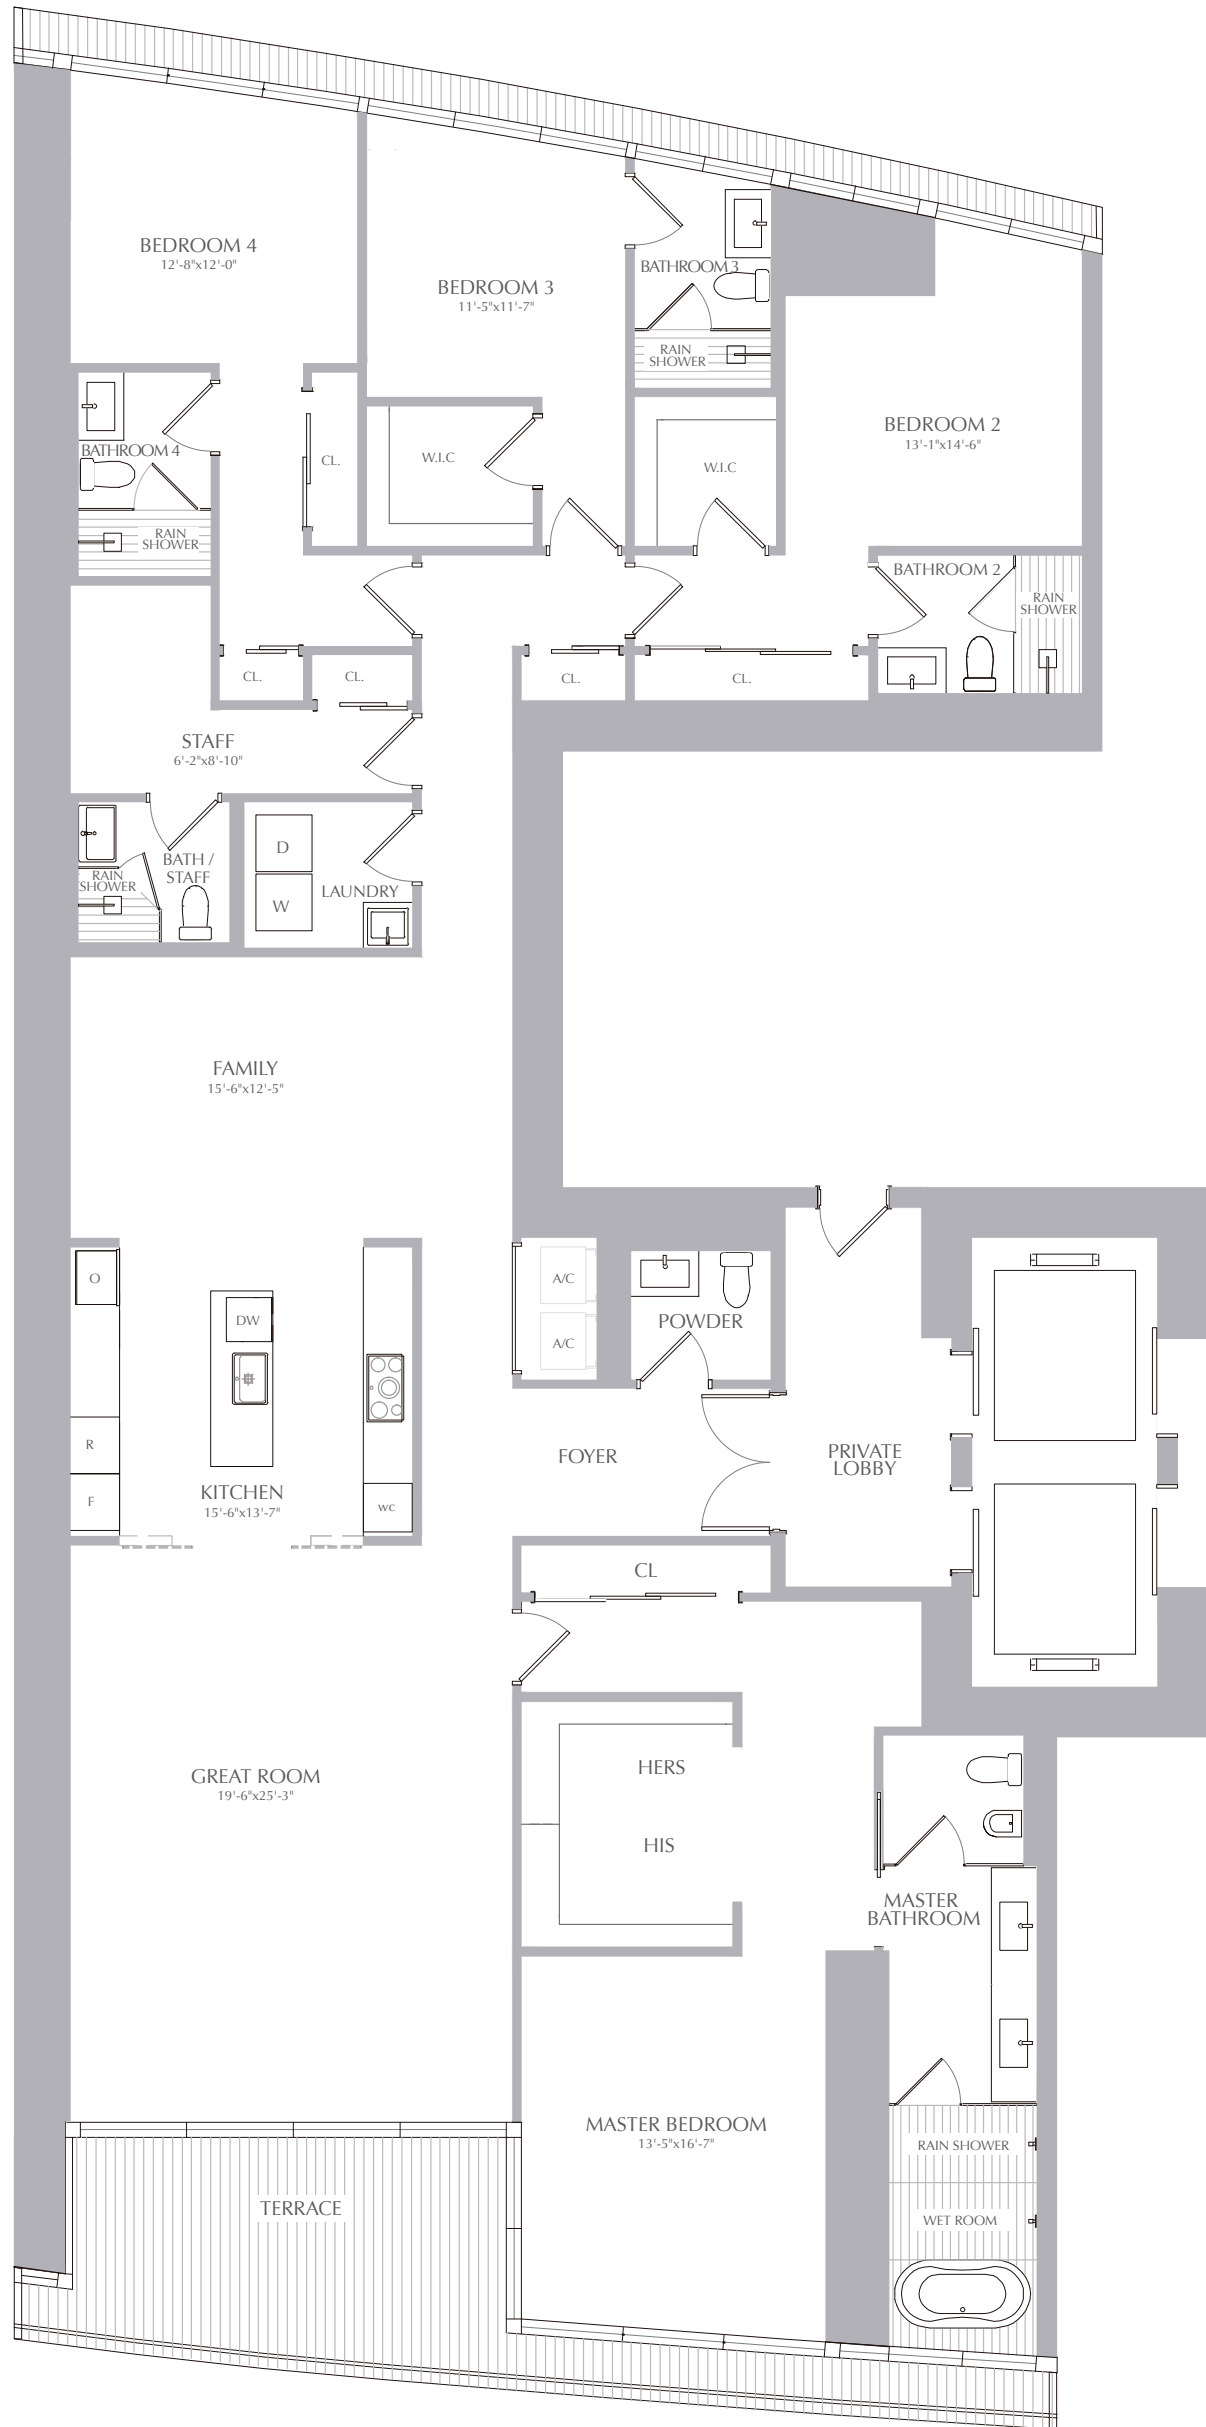 BEDROOM 4
12'-8"x12'-0"
BEDROOM 3
11'-5"x11'-7"
BATHROOM 3
RAIN
SHOWER
BEDROOM 2
13'-1"x14'-6"
BATHROOM 4
RAIN
SHOWER
CL.
W.I.C
W.I.C
BATHROOM 2
RAIN
SHOWER
CL.
CL.
CL.
CL.
STAFF
6'-2"x8'-10"
BATH /
STAFF
RAIN
SHOWER
D
W
LAUNDRY
FAMILY
15'-6"x12'-5"
O
DW
R
F
KITCHEN
15'-6"x13'-7"
wc
A/C
A/C
POWDER
FOYER
PRIVATE
LOBBY
CL
GREAT ROOM
19'-6"x25'-3"
HERS
HIS
MASTER
BATHROOM
MASTER BEDROOM
13'-5"x16'-7"
RAIN SHOWER
WET ROOM
TERRACE